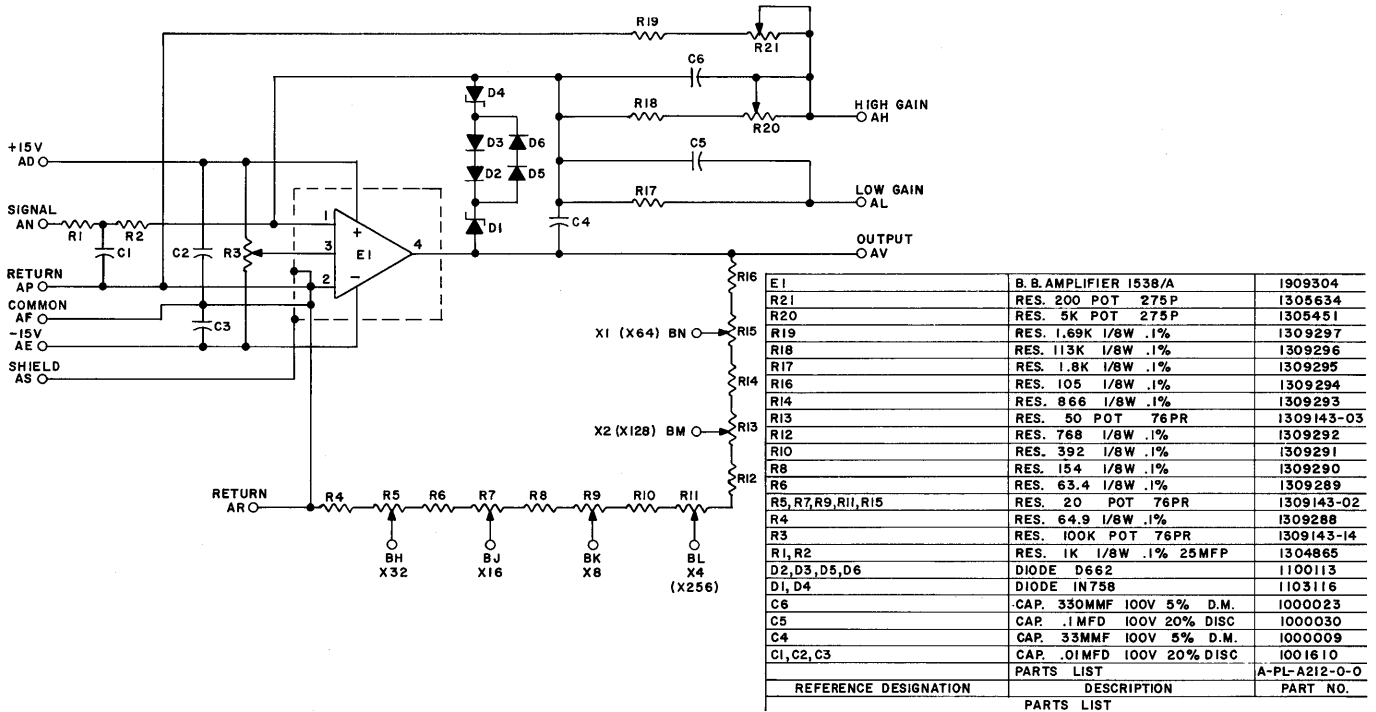 R19
R21
C6
D4
R18
R20
HIGH GAIN
AH
D3
D6
C5
+15V
AD
D2
D5
R17
LOW GAIN
AL
SIGNAL
AN
R1
R2
C1
C2
R3
1
+
3
E1
4
2
-
D1
C4
OUTPUT
AV
RETURN
AP
COMMON
AF
C3
-15V
AE
SHIELD
AS
R16
X1 (X64) BN
R15
R14
X2 (X128) BM
R13
R12
RETURN
AR
R4
R5
R6
R7
R8
R9
R10
R11
BH
X32
BJ
X16
BK
X8
BL
X4
(X256)
E1 B.B. AMPLIFIER 1538/A 1909304
R21 RES. 200 POT 275P 1305634
R20 RES. 5K POT 275P 1305451
R19 RES. 1.69K 1/8W .1% 1309297
R18 RES. 113K 1/8W .1% 1309296
R17 RES. 1.8K 1/8W .1% 1309295
R16 RES. 105 1/8W .1% 1309294
R14 RES. 866 1/8W .1% 1309293
R13 RES. 50 POT 76PR 1309143-03
R12 RES. 768 1/8W .1% 1309292
R10 RES. 392 1/8W .1% 1309291
R8 RES. 154 1/8W .1% 1309290
R6 RES. 63.4 1/8W .1% 1309289
R5, R7, R9, R11, R15 RES. 20 POT 76PR 1309143-02
R4 RES. 64.9 1/8W .1% 1309288
R3 RES. 100K POT 76PR 1309143-14
R1, R2 RES. 1K 1/8W .1% 25MFP 1304865
D2, D3, D5, D6 DIODE D662 1100113
D1, D4 DIODE IN758 1103116
C6 CAP. 330MMF 100V 5% D.M. 1000023
C5 CAP. .1MFD 100V 20% DISC 1000030
C4 CAP. 33MMF 100V 5% D.M. 1000009
C1, C2, C3 CAP. .01MFD 100V 20% DISC 1001610
PARTS LIST A-PL-A212-0-0
REFERENCE DESIGNATION DESCRIPTION PART NO.
PARTS LIST